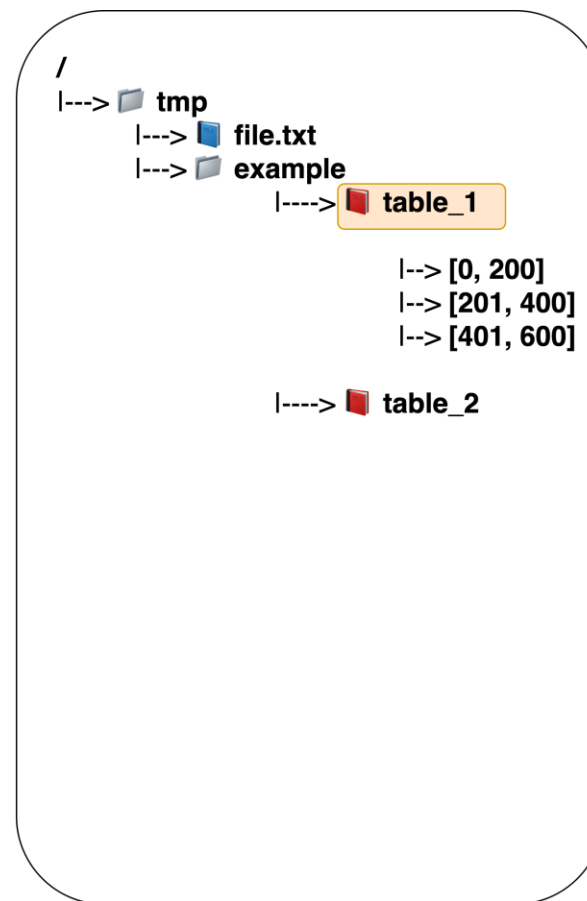 /
|---> tmp
|---> file.txt
|---> example
|----> table_1
|--> [0, 200]
|--> [201, 400]
|--> [401, 600]
|----> table_2